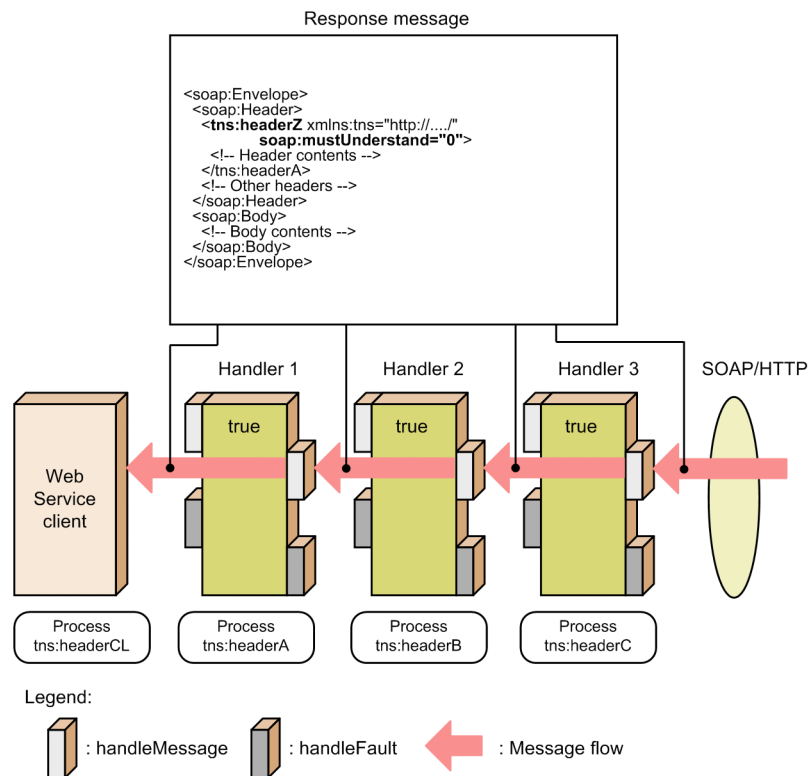 Response message
<soap:Envelope>
<soap:Header>
<tns:headerZ xmlns:tns="http://..../"
soap:mustUnderstand="0">
<!-- Header contents -->
</tns:headerA>
<!-- Other headers -->
</soap:Header>
<soap:Body>
<!-- Body contents -->
</soap:Body>
</soap:Envelope>
Handler 1
Handler 2
Handler 3
SOAP/HTTP
true
true
true
Web
Service
client
Process
tns:headerCL
Process
tns:headerA
Process
tns:headerB
Process
tns:headerC
Legend:
: handleMessage
: handleFault
: Message flow